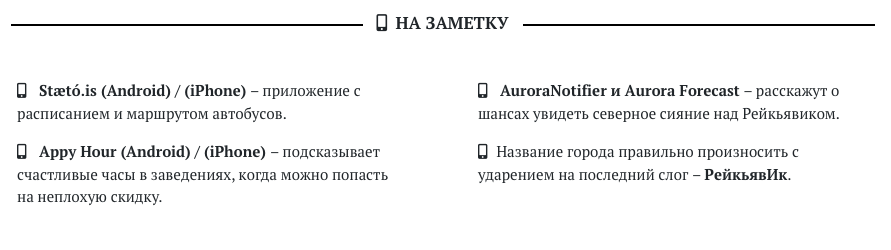 НА ЗАМЕТКУ
Stætó.is (Android) / (iPhone) – приложение с
расписанием и маршрутом автобусов.
Appy Hour (Android) / (iPhone) – подсказывает
счастливые часы в заведениях, когда можно попасть
на неплохую скидку.
AuroraNotifier и Aurora Forecast – расскажут о
шансах увидеть северное сияние над Рейкьявиком.
Название города правильно произносить с
ударением на последний слог – РейкьявИк.